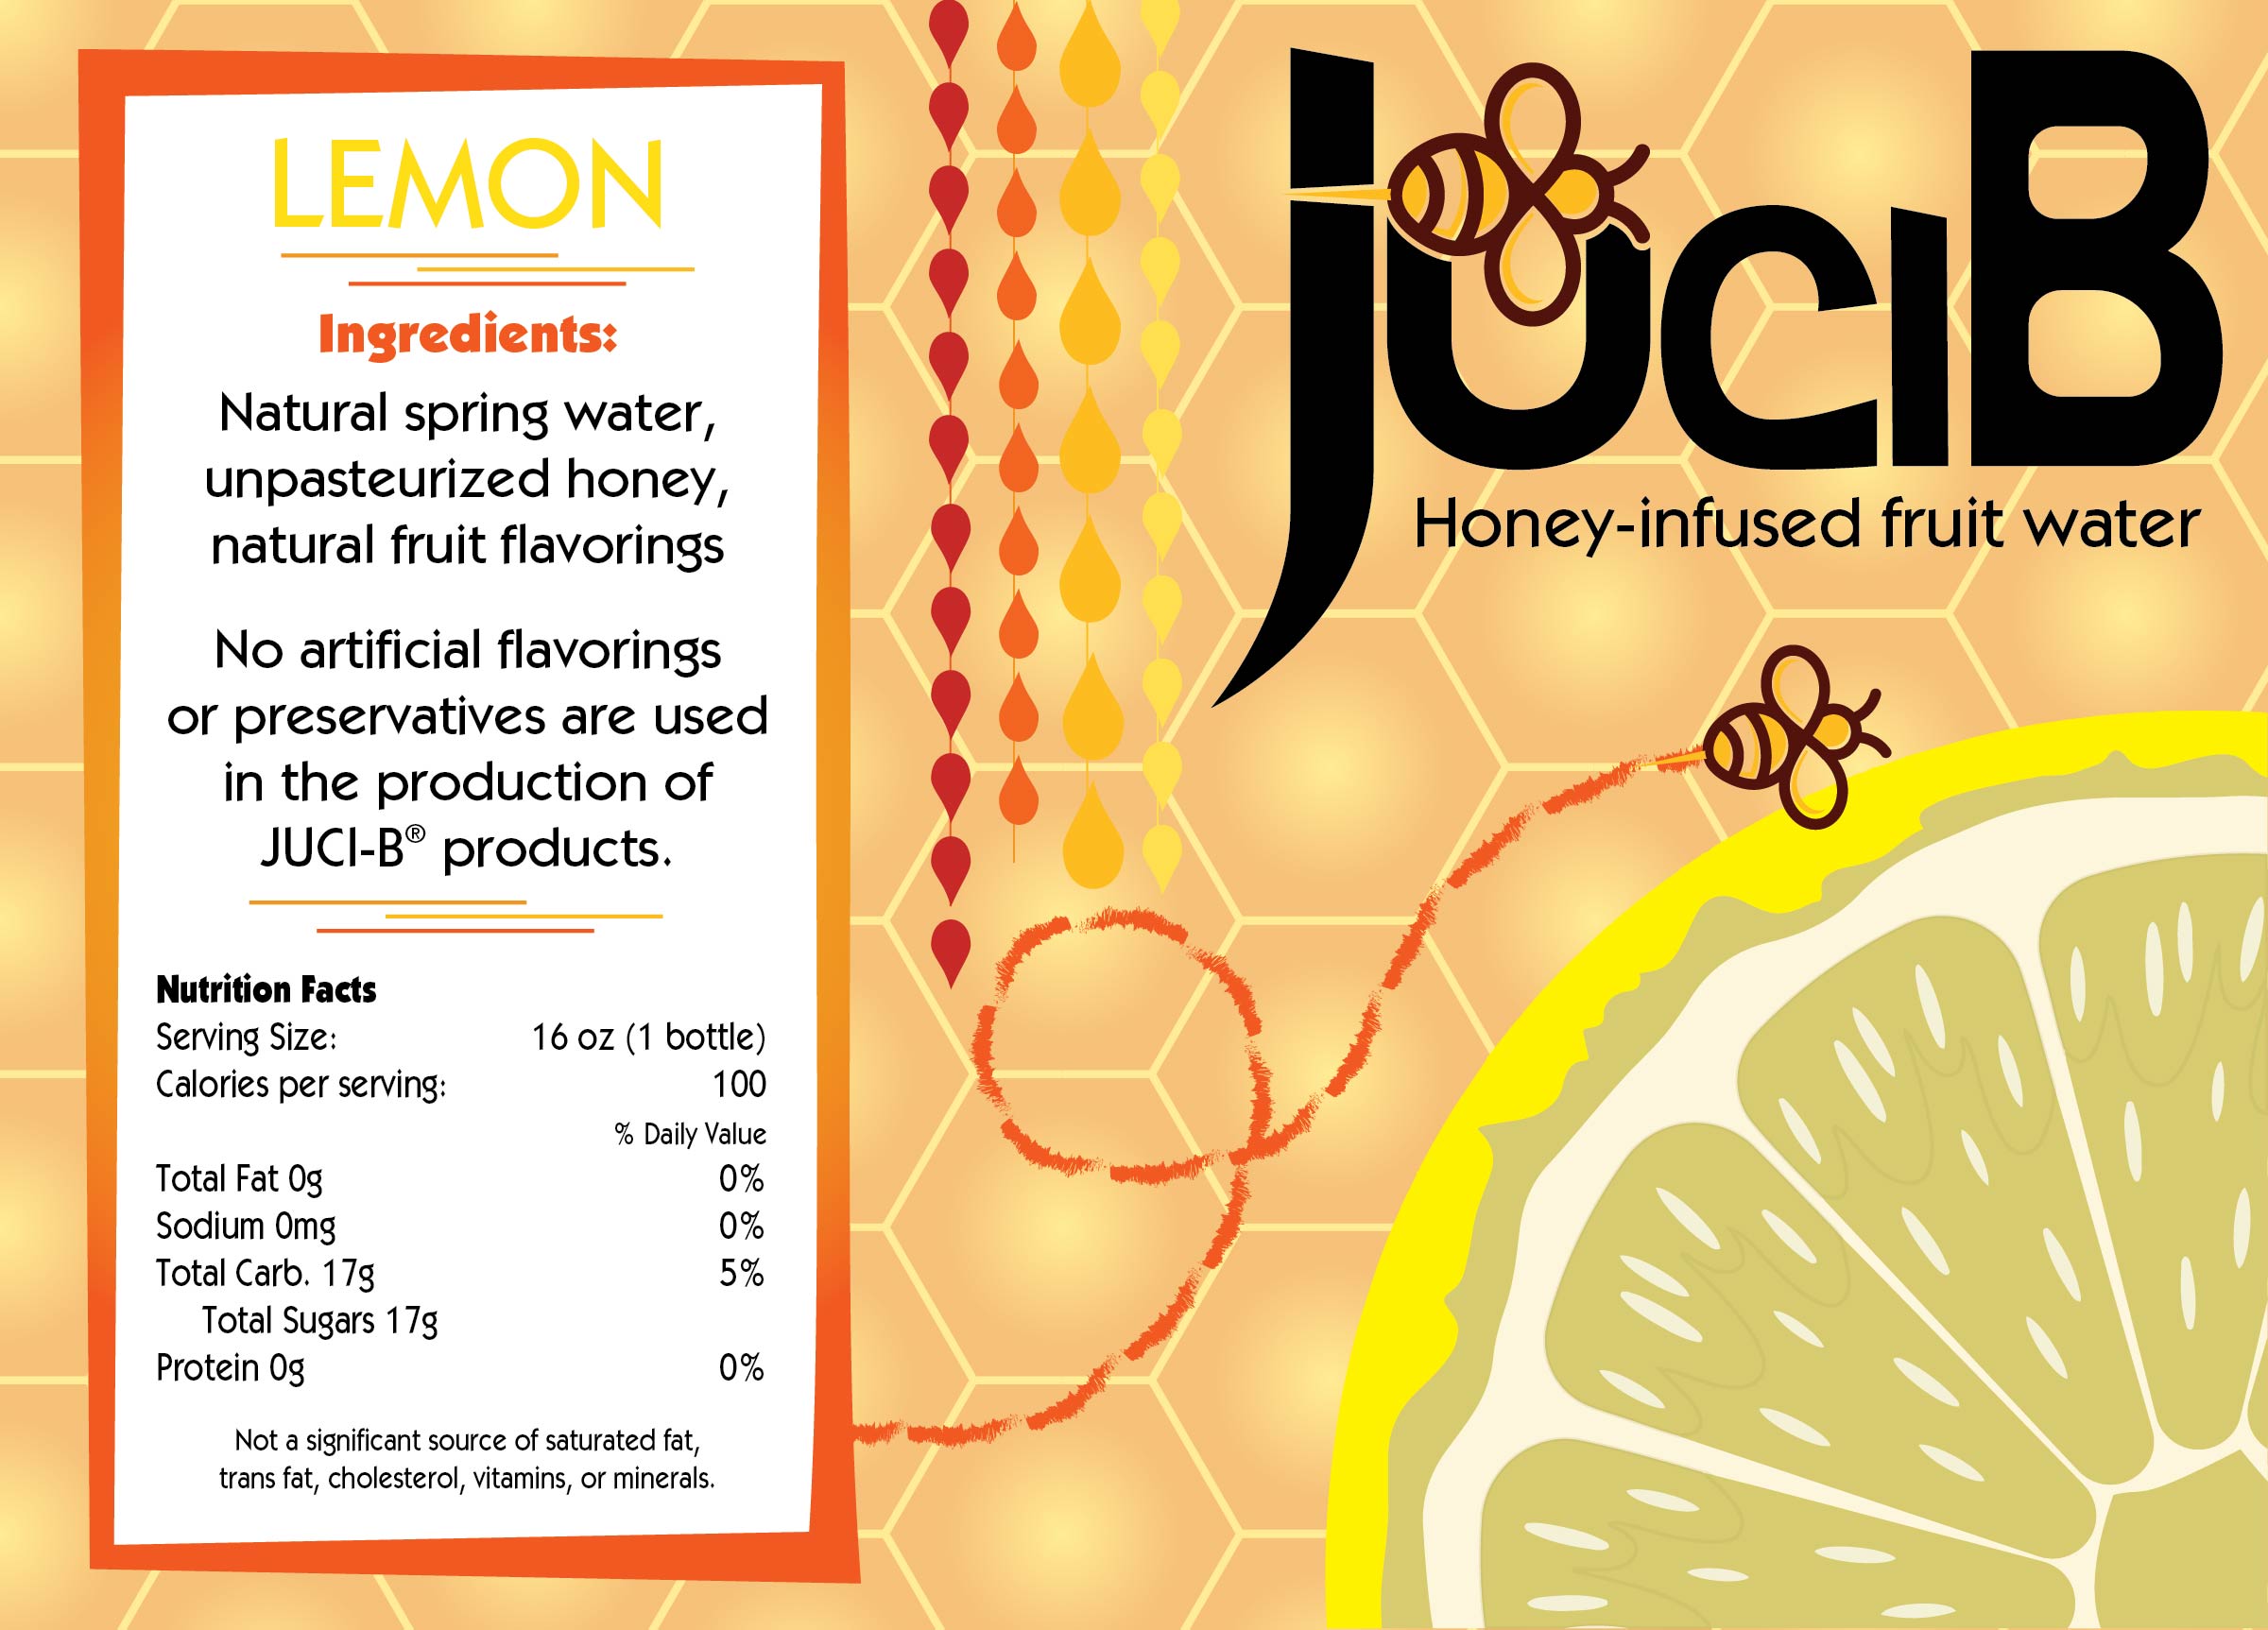 LEMON
Ingredients:
Natural spring water,
unpasteurized honey,
natural fruit flavorings
No artificial flavorings
or preservatives are used
in the production of
JUCI-B® products.
Nutrition Facts
Serving Size: 16 oz (1 bottle)
Calories per serving: 100
% Daily Value
Total Fat 0g 0%
Sodium 0mg 0%
Total Carb. 17g 5%
Total Sugars 17g
Protein 0g 0%
Not a significant source of saturated fat,
trans fat, cholesterol, vitamins, or minerals.
juciB
Honey-infused fruit water